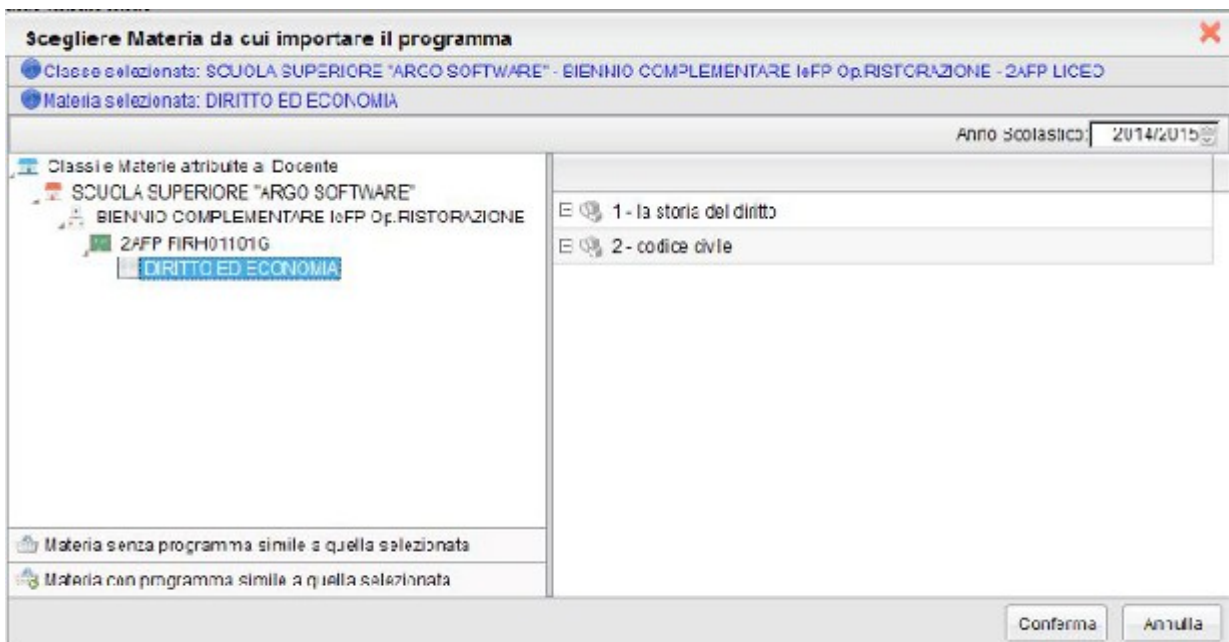 Scegliere Materia da cui importare il programma
Classe selezionata: SCUOLA SUPERIORE "ARGO SOFTWARE" - BIENNIO COMPLEMENTARE IeFP Op.RISTORAZIONE - 2AFP LICEO
Materia selezionata: DIRITTO ED ECONOMIA
Anno Scolastico: 2014/2015
Classi e Materie attribuite al Docente
SCUOLA SUPERIORE "ARGO SOFTWARE"
BIENNIO COMPLEMENTARE IeFP Op.RISTORAZIONE
2AFP FIRH01101G
DIRITTO ED ECONOMIA
1 - la storia del diritto
2 - codice civile
Materia senza programma simile a quella selezionata
Materia con programma simile a quella selezionata
Conferma
Annulla